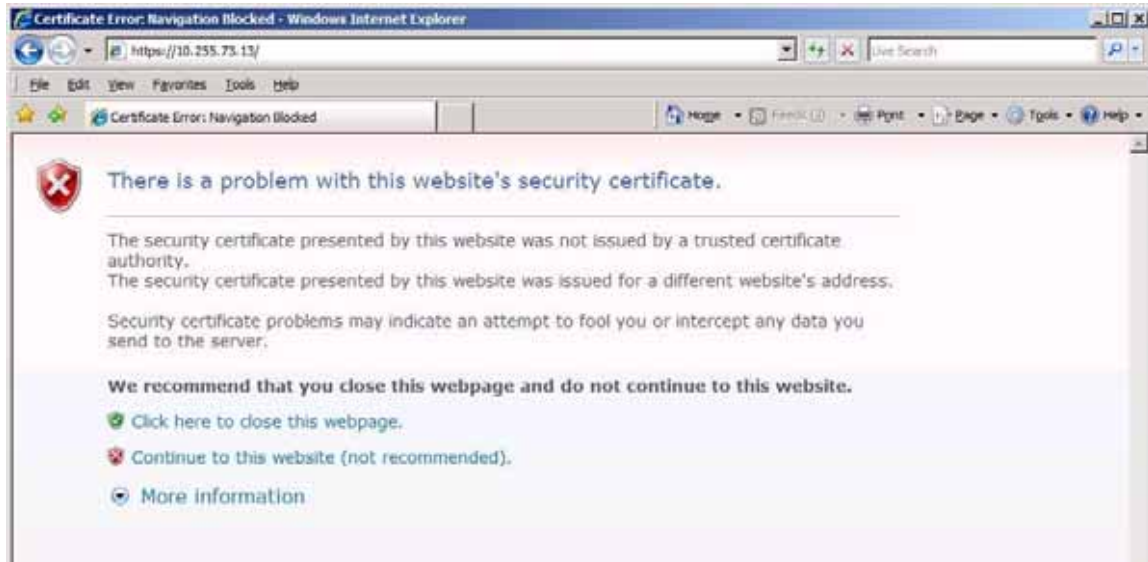 Certificate Error: Navigation Blocked - Windows Internet Explorer
https://10.255.73.13/
Live Search
File Edit View Favorites Tools Help
Certificate Error: Navigation Blocked
Home Feeds (J) Print Page Tools Help
There is a problem with this website's security certificate.
The security certificate presented by this website was not issued by a trusted certificate
authority.
The security certificate presented by this website was issued for a different website's address.
Security certificate problems may indicate an attempt to fool you or intercept any data you
send to the server.
We recommend that you close this webpage and do not continue to this website.
Click here to close this webpage.
Continue to this website (not recommended).
More information